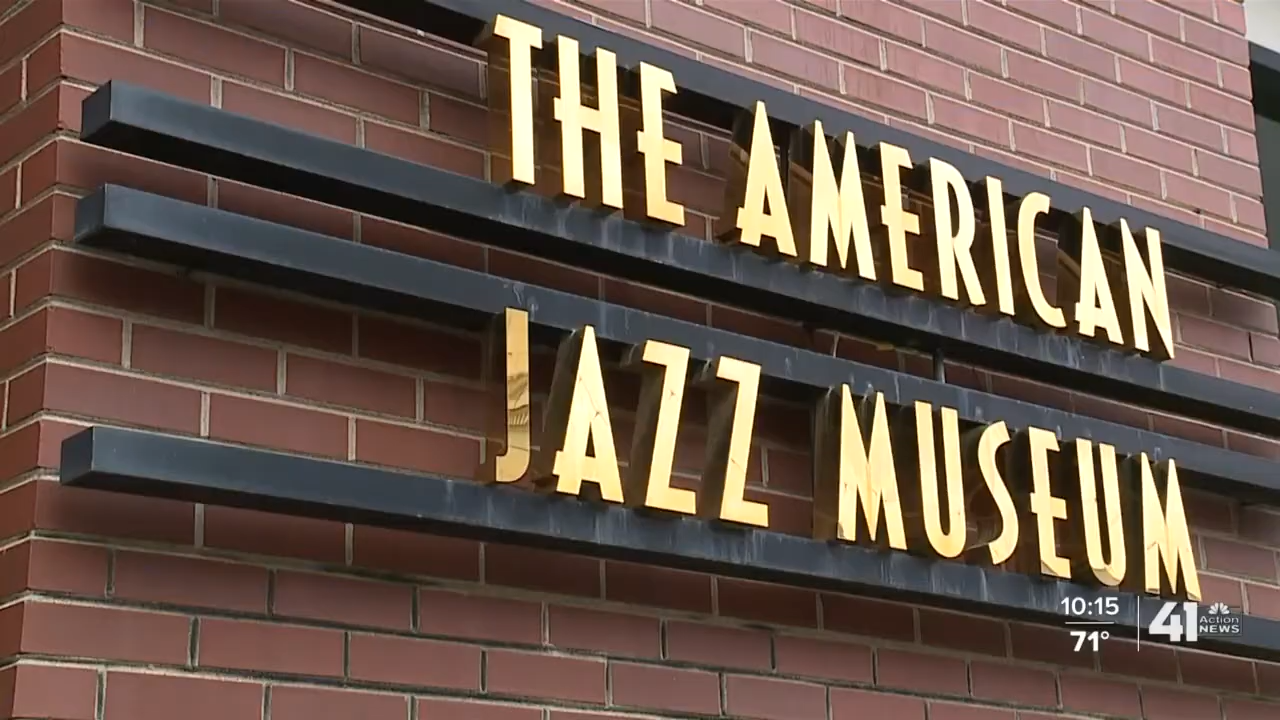 THE AMERICAN
JAZZ MUSEUM
10:15
71°
41 Action NEWS